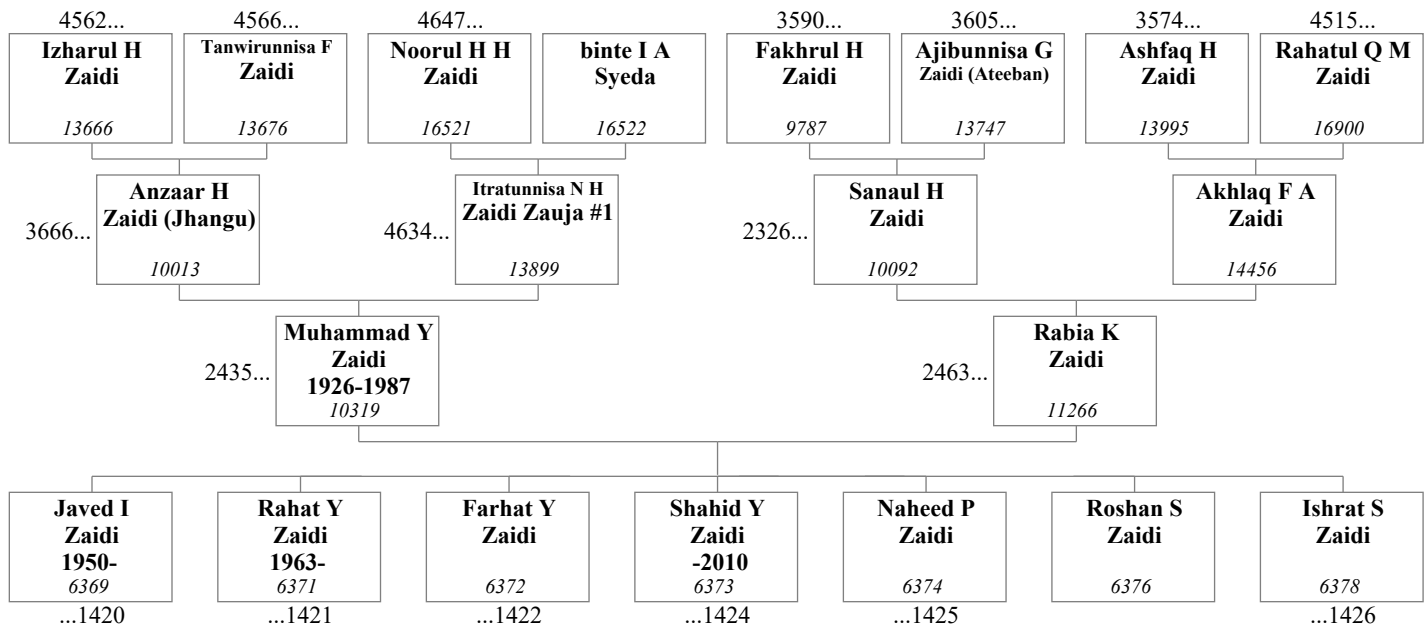 4562...
4566...
4647...
3590...
3605...
3574...
4515...
Izharul H
Zaidi
13666
Tanwirunnisa F
Zaidi
13676
Noorul H H
Zaidi
16521
binte I A
Syeda
16522
Fakhrul H
Zaidi
9787
Ajibunnisa G
Zaidi (Ateeban)
13747
Ashfaq H
Zaidi
13995
Rahatul Q M
Zaidi
16900
3666...
Anzaar H
Zaidi (Jhangu)
10013
4634...
Itratunnisa N H
Zaidi Zauja #1
13899
2326...
Sanaul H
Zaidi
10092
Akhlaq F A
Zaidi
14456
2435...
Muhammad Y
Zaidi
1926-1987
10319
2463...
Rabia K
Zaidi
11266
Javed I
Zaidi
1950-
6369
...1420
Rahat Y
Zaidi
1963-
6371
...1421
Farhat Y
Zaidi
6372
...1422
Shahid Y
Zaidi
-2010
6373
...1424
Naheed P
Zaidi
6374
...1425
Roshan S
Zaidi
6376
Ishrat S
Zaidi
6378
...1426